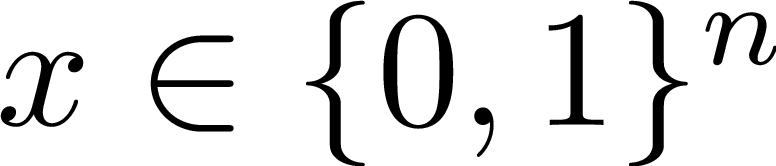 x ∈ {0, 1}ⁿ